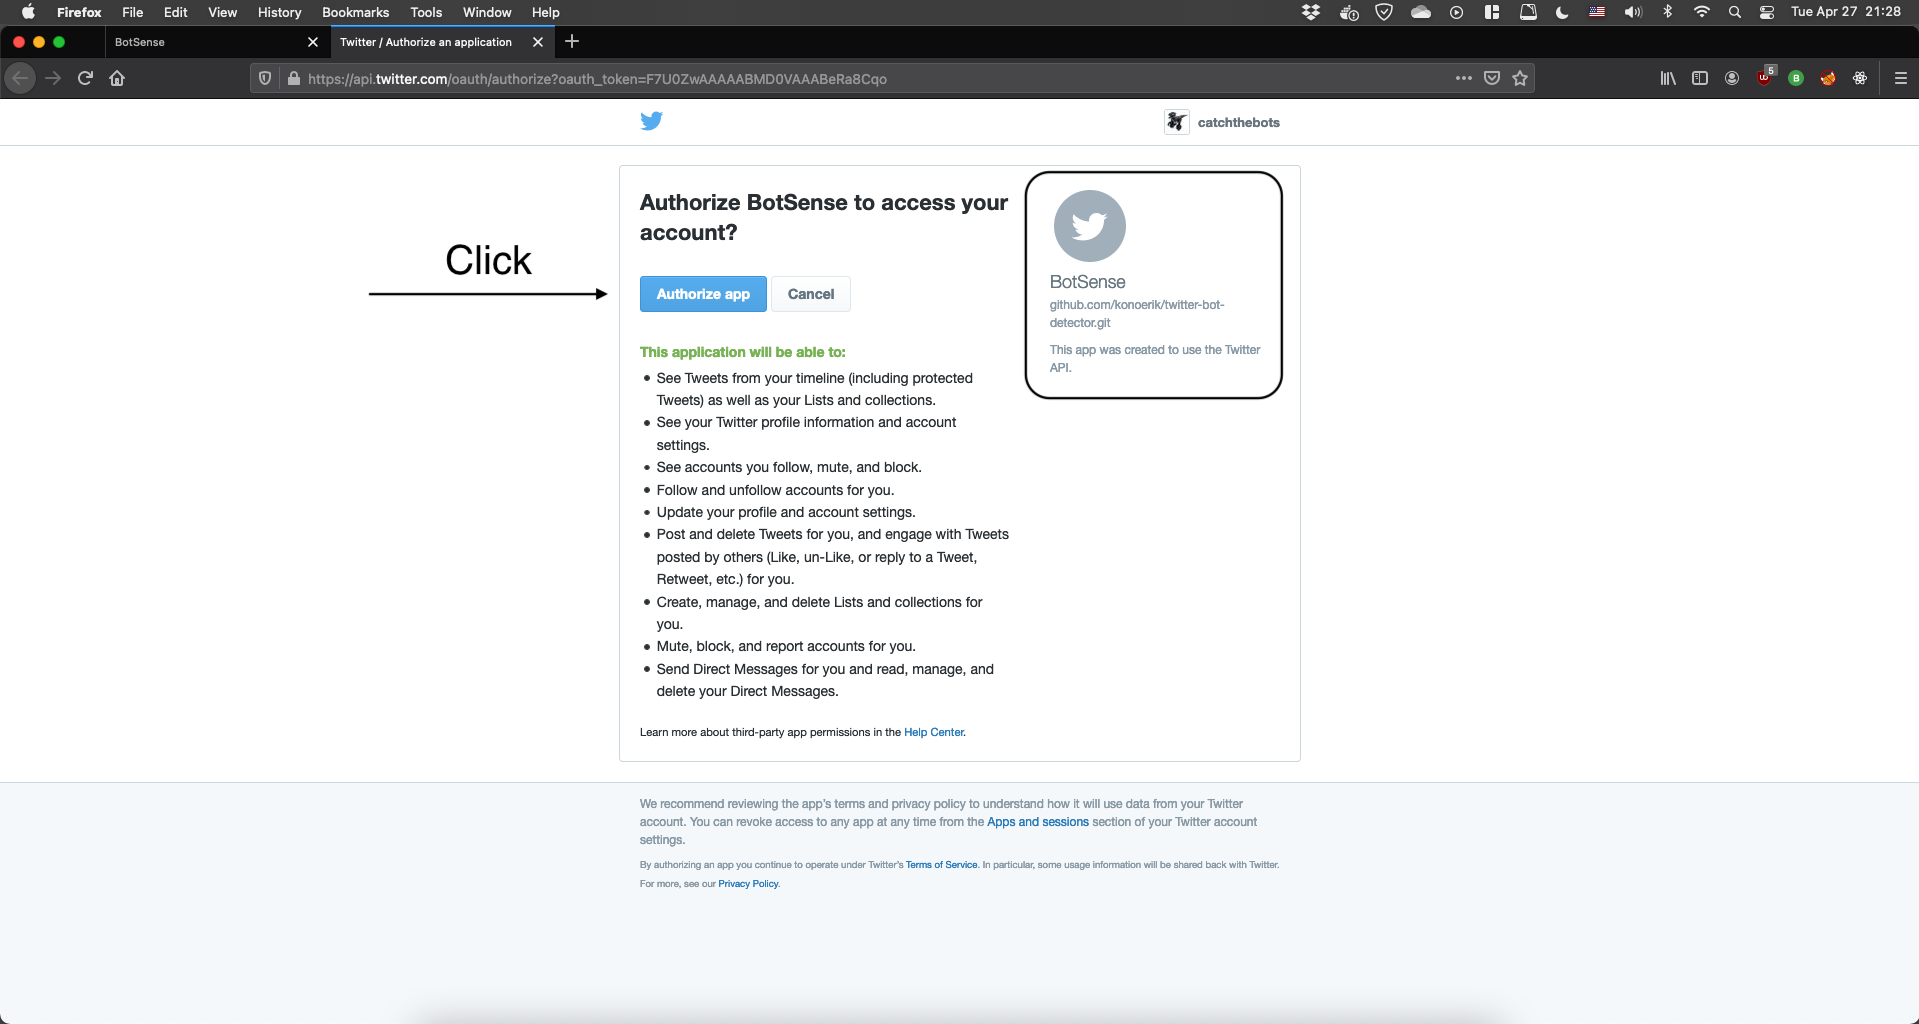 Firefox File Edit View History Bookmarks Tools Window Help Tue Apr 27 21:28
BotSense Twitter / Authorize an application
https://api.twitter.com/oauth/authorize?oauth_token=F7U0ZwAAAAABMD0VAAABeRa8Cqo 5 B
catchthebots
Authorize BotSense to access your
account?
Click
Authorize app Cancel
BotSense
github.com/konoerik/twitter-bot-
detector.git
This app was created to use the Twitter
API.
This application will be able to:
• See Tweets from your timeline (including protected
Tweets) as well as your Lists and collections.
• See your Twitter profile information and account
settings.
• See accounts you follow, mute, and block.
• Follow and unfollow accounts for you.
• Update your profile and account settings.
• Post and delete Tweets for you, and engage with Tweets
posted by others (Like, un-Like, or reply to a Tweet,
Retweet, etc.) for you.
• Create, manage, and delete Lists and collections for
you.
• Mute, block, and report accounts for you.
• Send Direct Messages for you and read, manage, and
delete your Direct Messages.
Learn more about third-party app permissions in the Help Center.
We recommend reviewing the app's terms and privacy policy to understand how it will use data from your Twitter
account. You can revoke access to any app at any time from the Apps and sessions section of your Twitter account
settings.
By authorizing an app you continue to operate under Twitter's Terms of Service. In particular, some usage information will be shared back with Twitter.
For more, see our Privacy Policy.